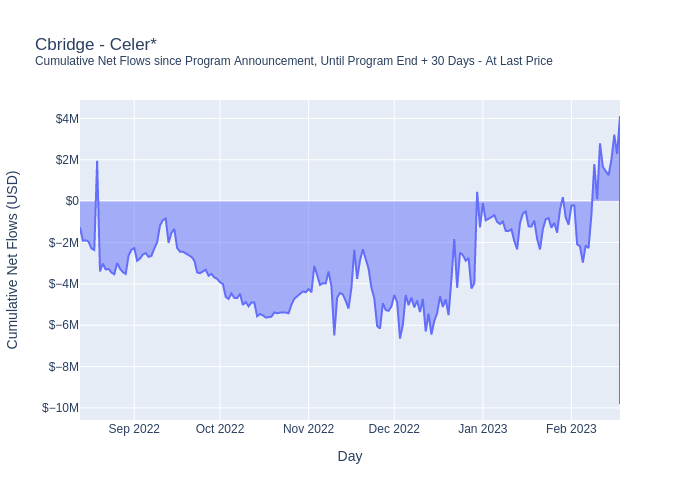 Cbridge - Celer*
Cumulative Net Flows since Program Announcement, Until Program End + 30 Days - At Last Price
Cumulative Net Flows (USD)
$4M
$2M
$0
$−2M
$−4M
$−6M
$−8M
$−10M
Sep 2022
Oct 2022
Nov 2022
Dec 2022
Jan 2023
Feb 2023
Day